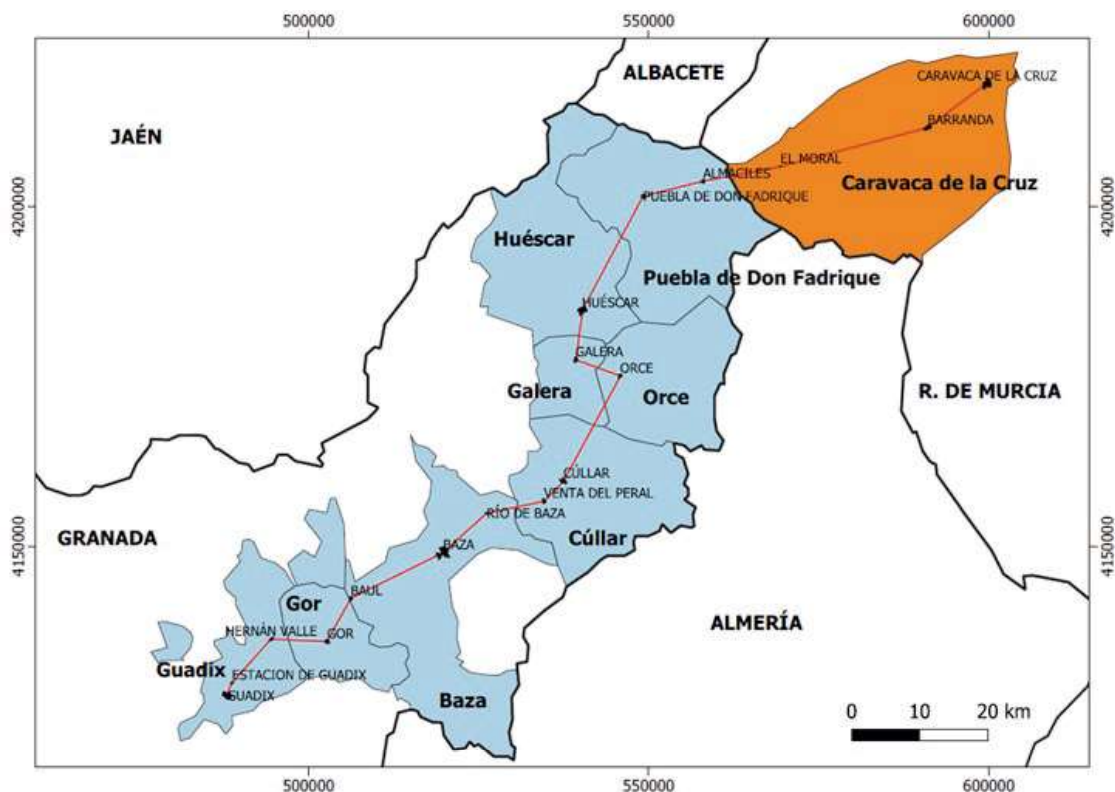 500000 550000 600000
ALBACETE
CARAVACA DE LA CRUZ
BARRANDA
JAÉN
EL MORAL
ALMACILES
Caravaca de la Cruz
PUEBLA DE DON FADRIQUE
4200000 4200000
Huéscar
Puebla de Don Fadrique
HUÉSCAR
GALERA
ORCE
Galera
Orce
R. DE MURCIA
CÚLLAR
VENTA DEL PERAL
RÍO DE BAZA
GRANADA
Cúllar
BAZA
4150000 4150000
BAUL
Gor
ALMERÍA
HERNÁN VALLE
GOR
Guadix
ESTACION DE GUADIX
GUADIX
Baza
0 10 20 km
500000 550000 600000